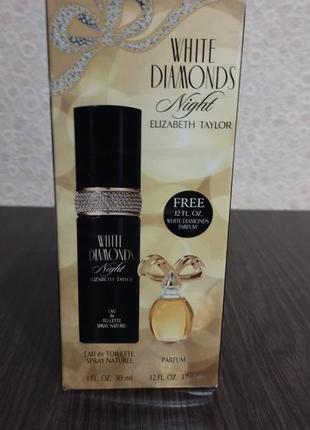 WHITE
DIAMONDS
Night
ELIZABETH TAYLOR
FREE
.12 FL. OZ.
WHITE DIAMONDS
PARFUM
WHITE
DIAMONDS
Night
ELIZABETH TAYLOR
EAU
de
TOILETTE
SPRAY NATUREL
EAU de TOILETTE
SPRAY NATUREL
PARFUM
1 FL. OZ. 30 mL
.12 FL. OZ.